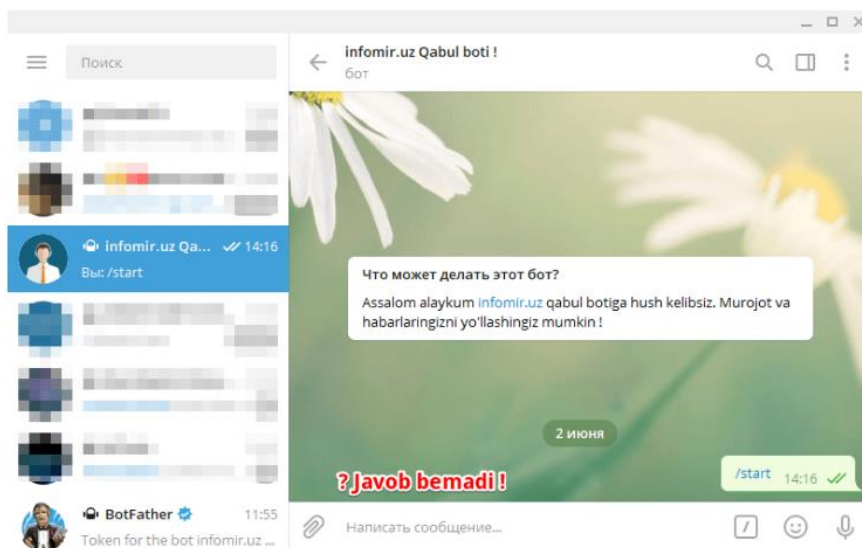 Поиск
infomir.uz Qa... 14:16
Вы: /start
BotFather 11:55
Token for the bot infomir.uz ...
infomir.uz Qabul boti !
бот
Что может делать этот бот?
Assalom alaykum infomir.uz qabul botiga hush kelibsiz. Murojot va
habarlaringizni yo'llashingiz mumkin !
2 июня
/start 14:16
? Javob bemadi !
Написать сообщение...